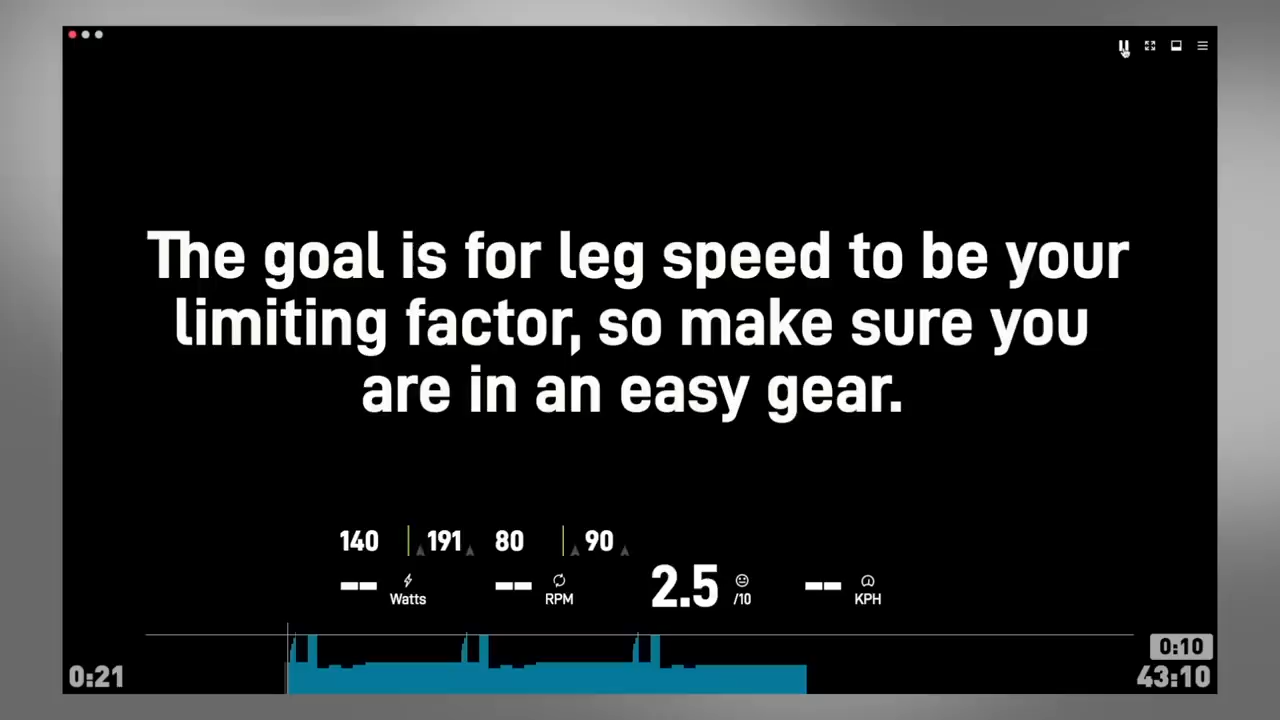 The goal is for leg speed to be your
limiting factor, so make sure you
are in an easy gear.
140 191 80 90
-- Watts -- RPM 2.5 /10 -- KPH
0:10
0:21 43:10